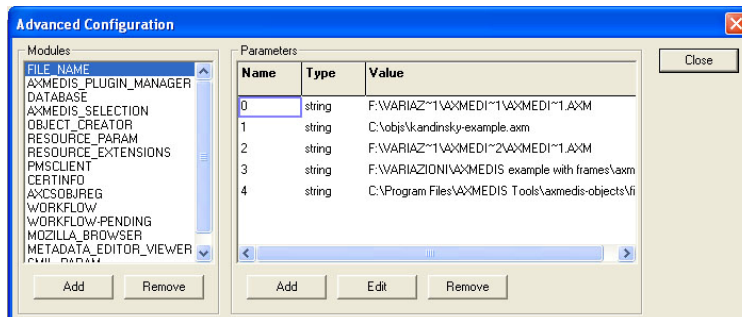 Advanced Configuration
Modules
FILE_NAME
AXMEDIS_PLUGIN_MANAGER
DATABASE
AXMEDIS_SELECTION
OBJECT_CREATOR
RESOURCE_PARAM
RESOURCE_EXTENSIONS
PMSCLIENT
CERTINFO
AXCSOBJREG
WORKFLOW
WORKFLOW-PENDING
MOZILLA_BROWSER
METADATA_EDITOR_VIEWER
Add Remove
Parameters
Name Type Value
0 string F:\VARIAZ~1\AXMEDI~1\AXMEDI~1.AXM
1 string C:\objs\kandinsky-example.axm
2 string F:\VARIAZ~1\AXMEDI~2\AXMEDI~1.AXM
3 string F:\VARIAZIONI\AXMEDIS example with frames\axm
4 string C:\Program Files\AXMEDIS Tools\axmedis-objects\fi
Add Edit Remove
Close